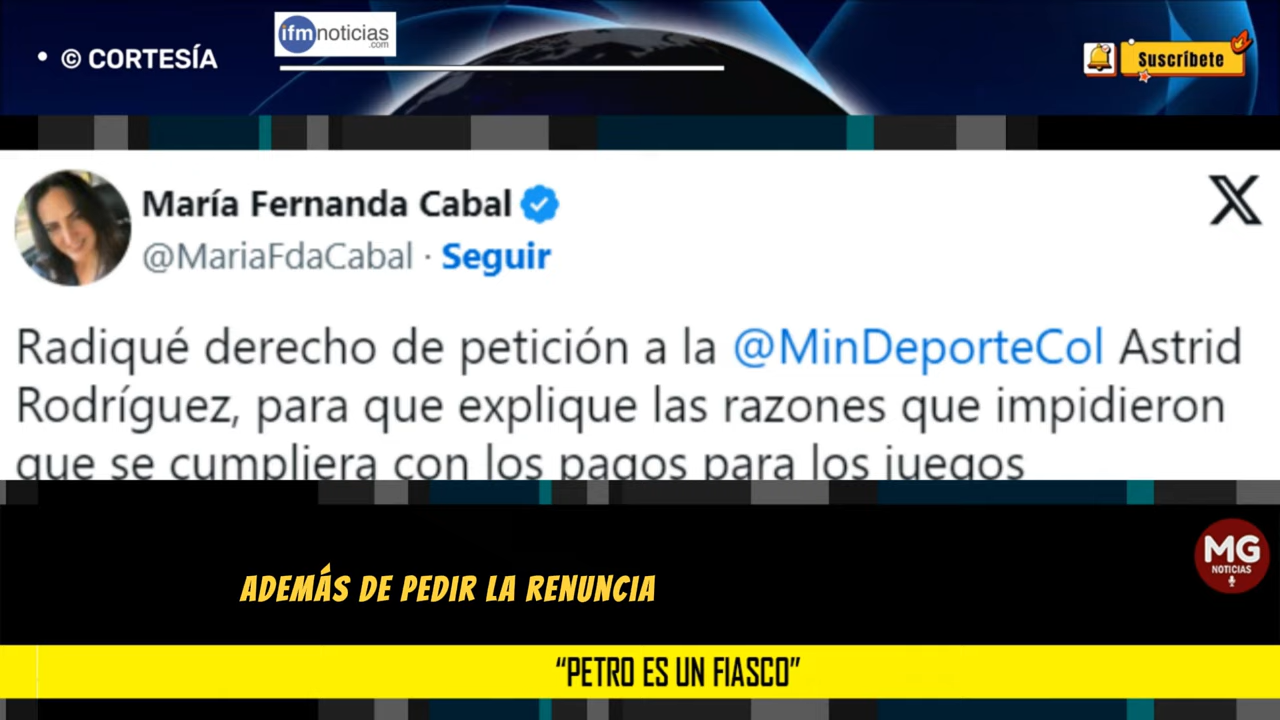 • © CORTESÍA
ifmnoticias
.com
Suscríbete
María Fernanda Cabal
@MariaFdaCabal · Seguir
Radiqué derecho de petición a la @MinDeporteCol Astrid
Rodríguez, para que explique las razones que impidieron
que se cumpliera con los pagos para los juegos
MG
NOTICIAS
ADEMÁS DE PEDIR LA RENUNCIA
“PETRO ES UN FIASCO”